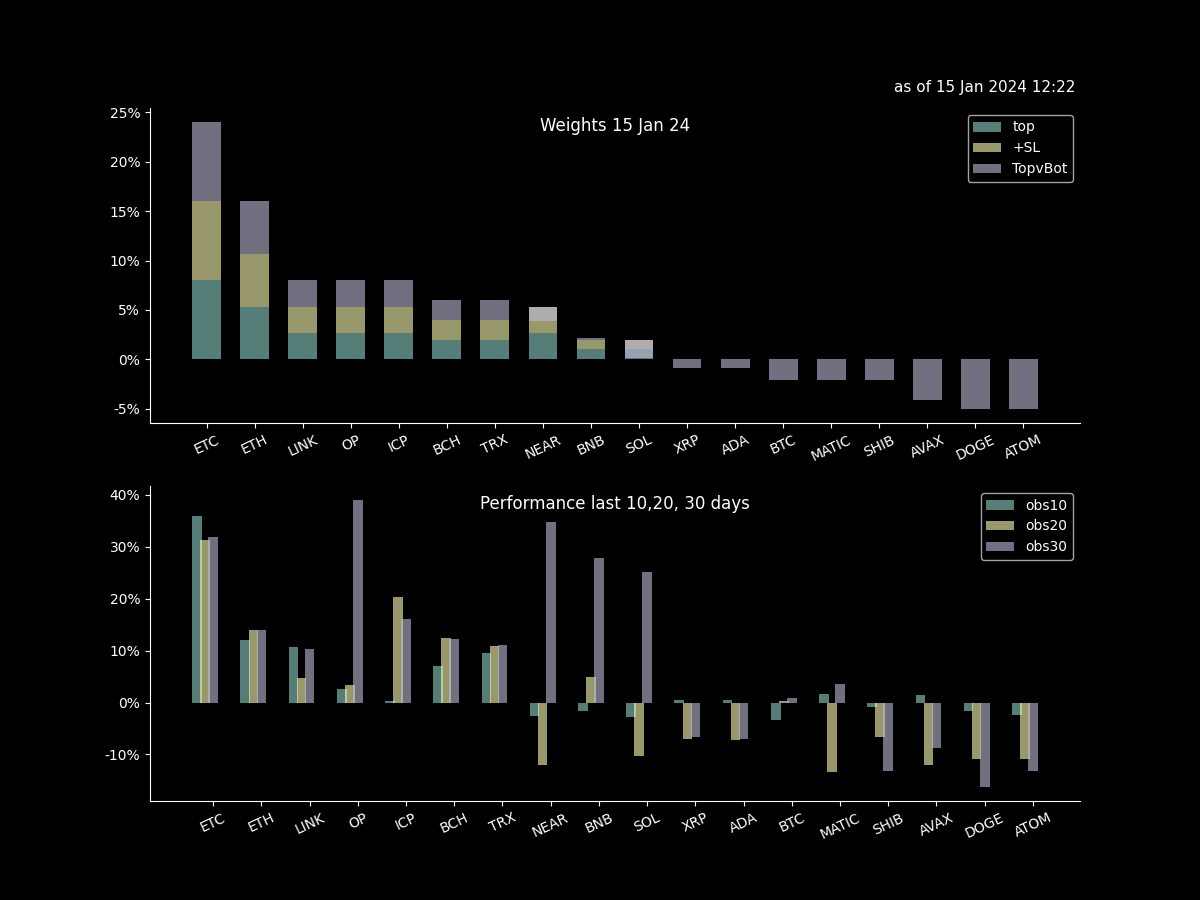 as of 15 Jan 2024 12:22
Weights 15 Jan 24
top
+SL
TopvBot
25%
20%
15%
10%
5%
0%
-5%
ETC ETH LINK OP ICP BCH TRX NEAR BNB SOL XRP ADA BTC MATIC SHIB AVAX DOGE ATOM
Performance last 10,20, 30 days
obs10
obs20
obs30
40%
30%
20%
10%
0%
-10%
ETC ETH LINK OP ICP BCH TRX NEAR BNB SOL XRP ADA BTC MATIC SHIB AVAX DOGE ATOM